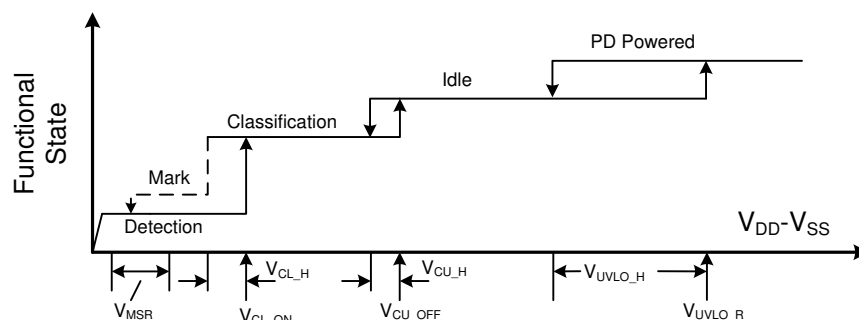 PD Powered
Idle
Classification
Mark
Detection
Functional
State
V_DD-V_SS
V_CL_H
V_CU_H
V_UVLO_H
V_MSR
V_CL_ON
V_CU_OFF
V_UVLO_R